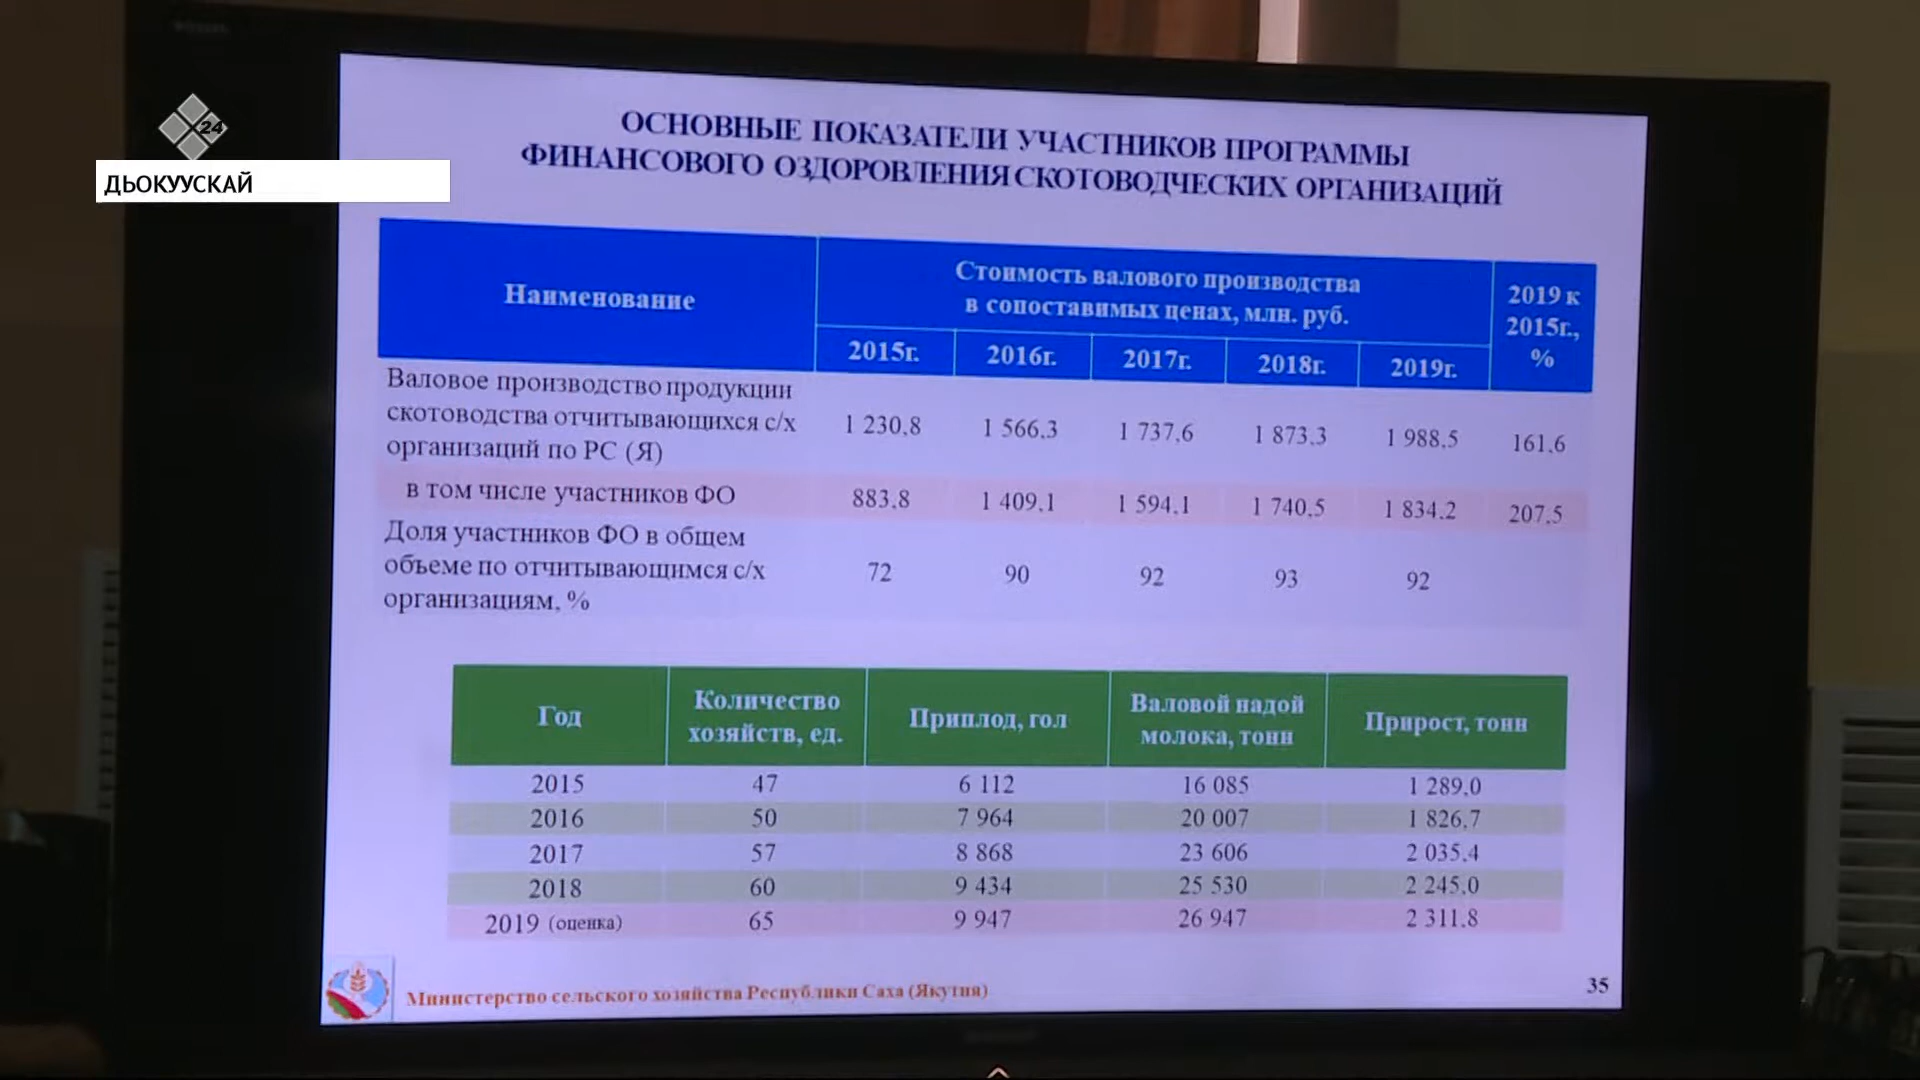 24
ДЬОКУУСКАЙ
ОСНОВНЫЕ ПОКАЗАТЕЛИ УЧАСТНИКОВ ПРОГРАММЫ
ФИНАНСОВОГО ОЗДОРОВЛЕНИЯ СКОТОВОДЧЕСКИХ ОРГАНИЗАЦИЙ
Наименование
Стоимость валового производства
в сопоставимых ценах, млн. руб.
2019 к
2015г.,
%
2015г. 2016г. 2017г. 2018г. 2019г.
Валовое производство продукции
скотоводства отчитывающихся с/х
организаций по РС (Я)
1 230,8 1 566,3 1 737,6 1 873,3 1 988,5 161,6
в том числе участников ФО 883,8 1 409,1 1 594,1 1 740,5 1 834,2 207,5
Доля участников ФО в общем
объеме по отчитывающимся с/х
организациям, %
72 90 92 93 92
Год
Количество
хозяйств, ед.
Приплод, гол
Валовой надой
молока, тонн
Прирост, тонн
2015 47 6 112 16 085 1 289,0
2016 50 7 964 20 007 1 826,7
2017 57 8 868 23 606 2 035,4
2018 60 9 434 25 530 2 245,0
2019 (оценка) 65 9 947 26 947 2 311,8
Министерство сельского хозяйства Республики Саха (Якутия)
35